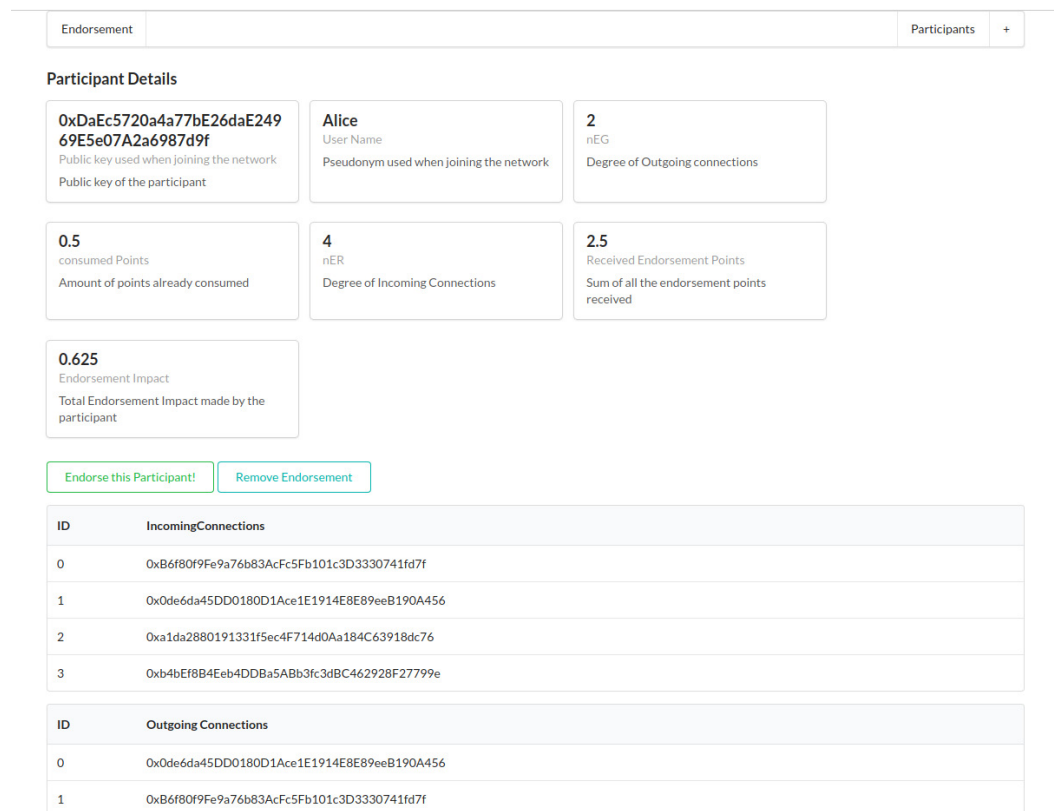 Endorsement
Participants
+
Participant Details
0xDaEc5720a4a77bE26daE249
69E5e07A2a6987d9f
Public key used when joining the network
Public key of the participant
Alice
User Name
Pseudonym used when joining the network
2
nEG
Degree of Outgoing connections
0.5
consumed Points
Amount of points already consumed
4
nER
Degree of Incoming Connections
2.5
Received Endorsement Points
Sum of all the endorsement points
received
0.625
Endorsement Impact
Total Endorsement Impact made by the
participant
Endorse this Participant!
Remove Endorsement
ID IncomingConnections
0 0xB6f80f9Fe9a76b83AcFc5Fb101c3D3330741fd7f
1 0x0de6da45DD0180D1Ace1E1914E8E89eeB190A456
2 0xa1da2880191331f5ec4F714d0Aa184C63918dc76
3 0xb4bEf8B4Eeb4DDBa5ABb3fc3dBC462928F27799e
ID Outgoing Connections
0 0x0de6da45DD0180D1Ace1E1914E8E89eeB190A456
1 0xB6f80f9Fe9a76b83AcFc5Fb101c3D3330741fd7f